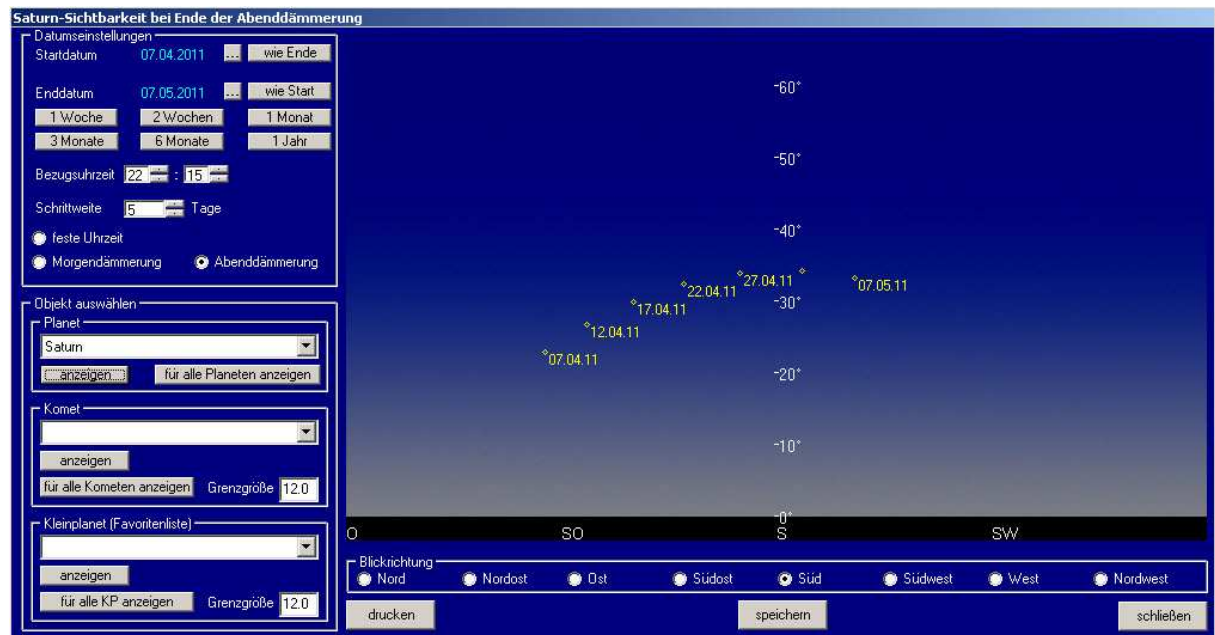 Saturn-Sichtbarkeit bei Ende der Abenddämmerung
Datumseinstellungen
Startdatum 07.04.2011 ... wie Ende
Enddatum 07.05.2011 ... wie Start
1 Woche 2 Wochen 1 Monat
3 Monate 6 Monate 1 Jahr
Bezugsuhrzeit 22 : 15
Schrittweite 5 Tage
feste Uhrzeit
Morgendämmerung Abenddämmerung
Objekt auswählen
Planet
Saturn
anzeigen für alle Planeten anzeigen
Komet
anzeigen
für alle Kometen anzeigen Grenzgröße 12.0
Kleinplanet (Favoritenliste)
anzeigen
für alle KP anzeigen Grenzgröße 12.0
-60°
-50°
-40°
-30°
-20°
-10°
-0°
07.04.11
12.04.11
17.04.11
22.04.11
27.04.11
07.05.11
O SO S SW
Blickrichtung
Nord Nordost Ost Südost Süd Südwest West Nordwest
drucken speichern schließen